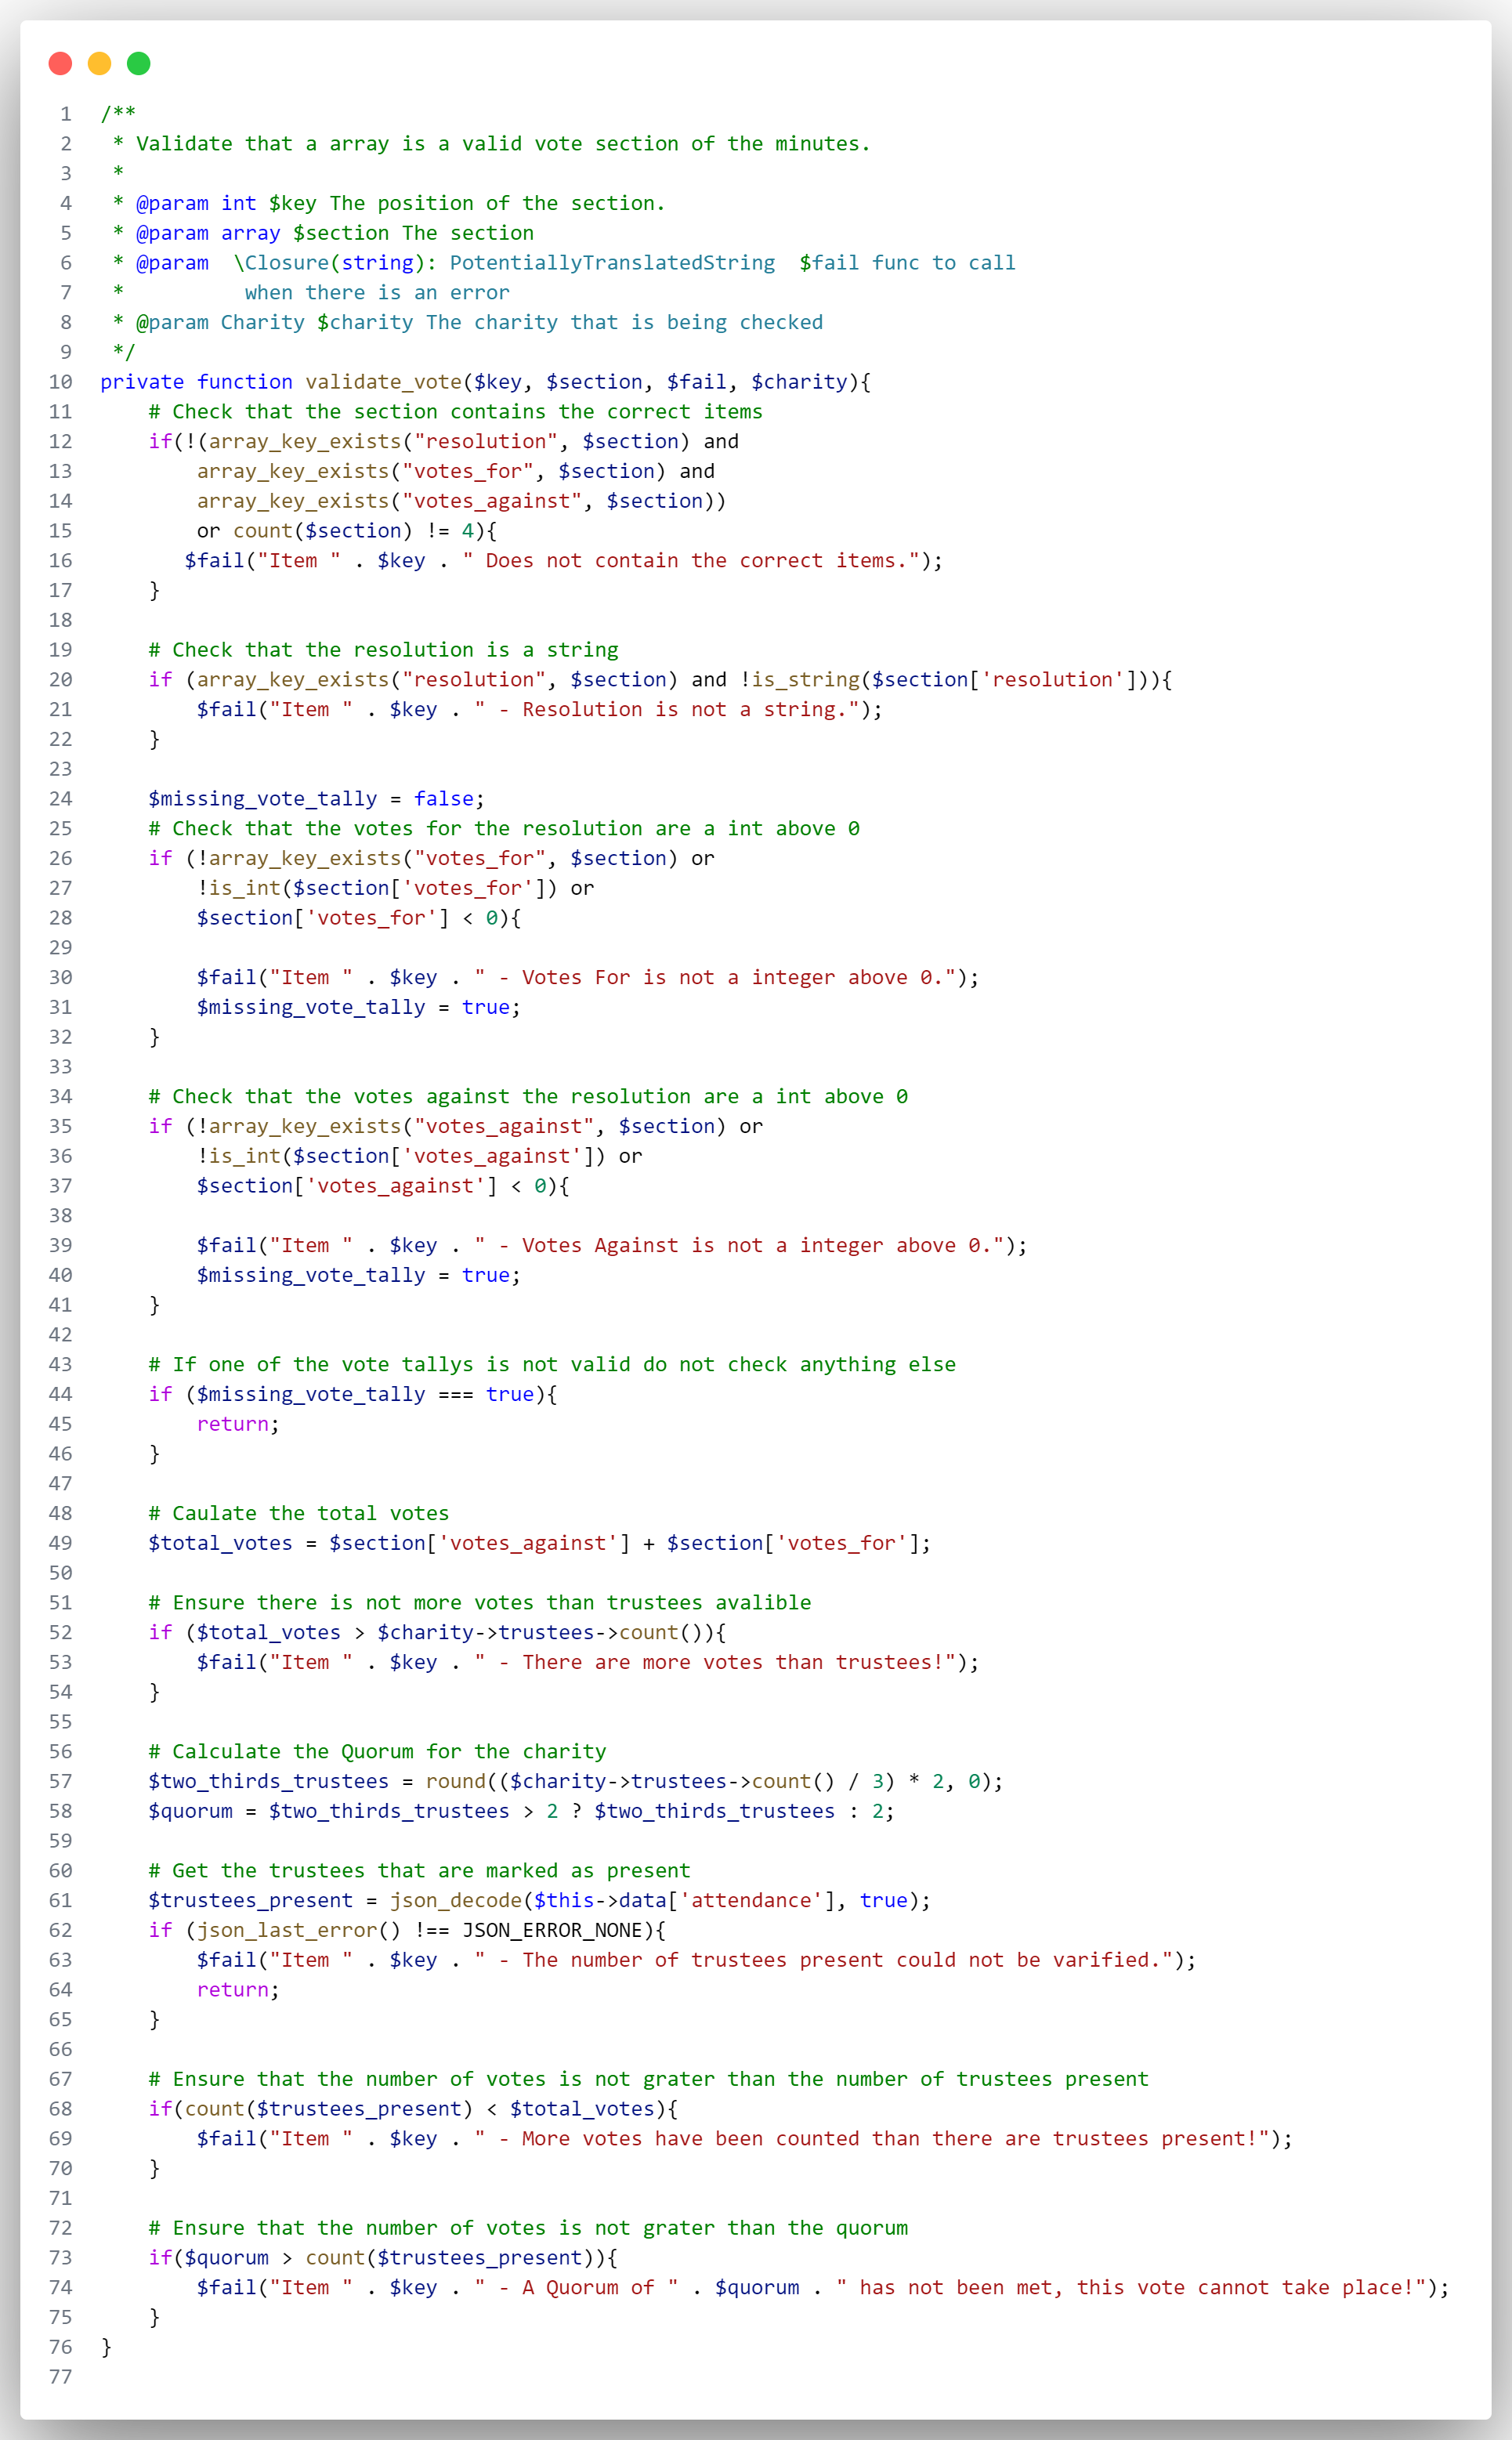 1 /**
2  * Validate that a array is a valid vote section of the minutes.
3  *
4  * @param int $key The position of the section.
5  * @param array $section The section
6  * @param  \Closure(string): PotentiallyTranslatedString  $fail func to call
7  *          when there is an error
8  * @param Charity $charity The charity that is being checked
9  */
10 private function validate_vote($key, $section, $fail, $charity){
11     # Check that the section contains the correct items
12     if(!(array_key_exists("resolution", $section) and
13         array_key_exists("votes_for", $section) and
14         array_key_exists("votes_against", $section))
15         or count($section) != 4){
16        $fail("Item " . $key . " Does not contain the correct items.");
17     }
18
19     # Check that the resolution is a string
20     if (array_key_exists("resolution", $section) and !is_string($section['resolution'])){
21         $fail("Item " . $key . " - Resolution is not a string.");
22     }
23
24     $missing_vote_tally = false;
25     # Check that the votes for the resolution are a int above 0
26     if (!array_key_exists("votes_for", $section) or
27         !is_int($section['votes_for']) or
28         $section['votes_for'] < 0){
29
30         $fail("Item " . $key . " - Votes For is not a integer above 0.");
31         $missing_vote_tally = true;
32     }
33
34     # Check that the votes against the resolution are a int above 0
35     if (!array_key_exists("votes_against", $section) or
36         !is_int($section['votes_against']) or
37         $section['votes_against'] < 0){
38
39         $fail("Item " . $key . " - Votes Against is not a integer above 0.");
40         $missing_vote_tally = true;
41     }
42
43     # If one of the vote tallys is not valid do not check anything else
44     if ($missing_vote_tally === true){
45         return;
46     }
47
48     # Caulate the total votes
49     $total_votes = $section['votes_against'] + $section['votes_for'];
50
51     # Ensure there is not more votes than trustees avalible
52     if ($total_votes > $charity->trustees->count()){
53         $fail("Item " . $key . " - There are more votes than trustees!");
54     }
55
56     # Calculate the Quorum for the charity
57     $two_thirds_trustees = round(($charity->trustees->count() / 3) * 2, 0);
58     $quorum = $two_thirds_trustees > 2 ? $two_thirds_trustees : 2;
59
60     # Get the trustees that are marked as present
61     $trustees_present = json_decode($this->data['attendance'], true);
62     if (json_last_error() !== JSON_ERROR_NONE){
63         $fail("Item " . $key . " - The number of trustees present could not be varified.");
64         return;
65     }
66
67     # Ensure that the number of votes is not grater than the number of trustees present
68     if(count($trustees_present) < $total_votes){
69         $fail("Item " . $key . " - More votes have been counted than there are trustees present!");
70     }
71
72     # Ensure that the number of votes is not grater than the quorum
73     if($quorum > count($trustees_present)){
74         $fail("Item " . $key . " - A Quorum of " . $quorum . " has not been met, this vote cannot take place!");
75     }
76 }
77